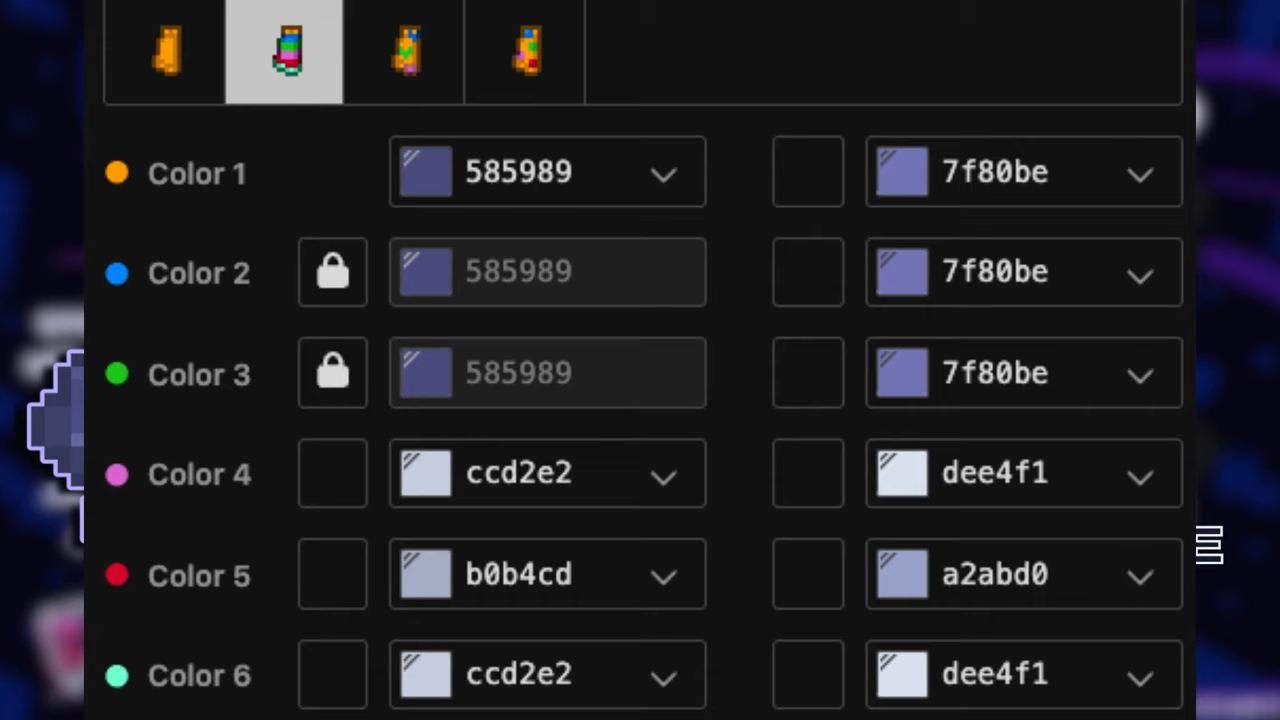 Color 1 585989 7f80be
Color 2 585989 7f80be
Color 3 585989 7f80be
Color 4 ccd2e2 dee4f1
Color 5 b0b4cd a2abd0
Color 6 ccd2e2 dee4f1